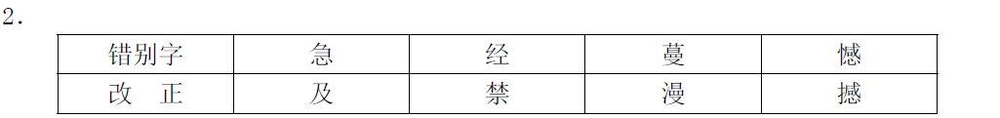 2.
错别字 急 经 蔓 憾
改 正 及 禁 漫 撼